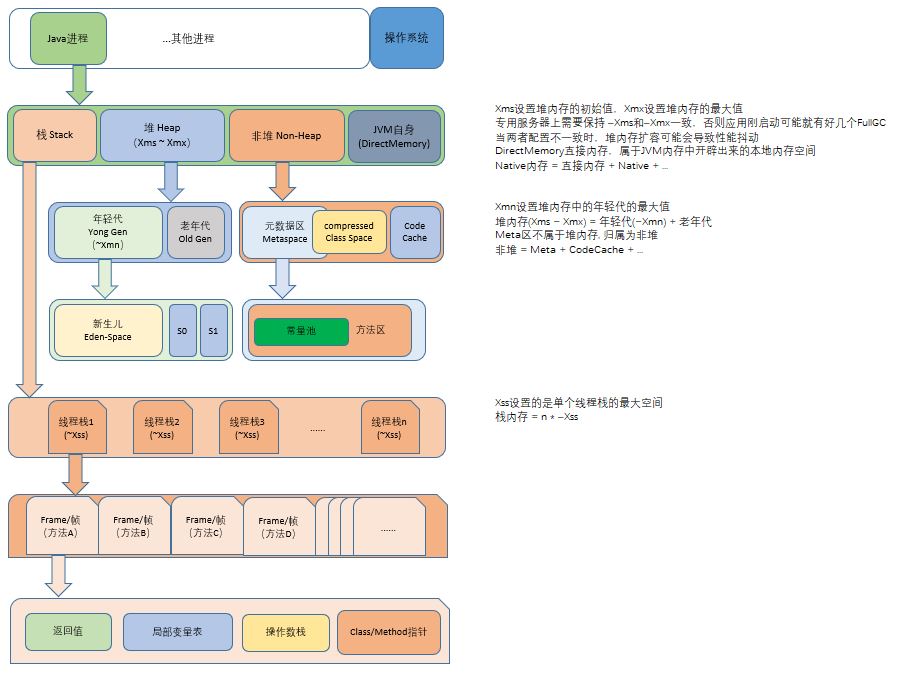 Java进程
...其他进程
操作系统
栈 Stack
堆 Heap
（Xms ~ Xmx）
非堆 Non-Heap
JVM自身
(DirectMemory)
Xms设置堆内存的初始值，Xmx设置堆内存的最大值
专用服务器上需要保持 –Xms和–Xmx一致，否则应用刚启动可能就有好几个FullGC
当两者配置不一致时，堆内存扩容可能会导致性能抖动
DirectMemory直接内存，属于JVM内存中开辟出来的本地内存空间
Native内存 = 直接内存 + Native + ...
年轻代
Yong Gen
（~Xmn）
老年代
Old Gen
元数据区
Metaspace
compressed
Class Space
Code
Cache
Xmn设置堆内存中的年轻代的最大值
堆内存(Xms – Xmx) = 年轻代(~Xmn) + 老年代
Meta区不属于堆内存, 归属为非堆
非堆 = Meta + CodeCache + ...
新生儿
Eden-Space
S0
S1
常量池
方法区
线程栈1
(~Xss)
线程栈2
(~Xss)
线程栈3
(~Xss)
......
线程栈n
(~Xss)
Xss设置的是单个线程栈的最大空间
栈内存 = n * –Xss
Frame/帧
（方法A）
Frame/帧
（方法B）
Frame/帧
（方法C）
Frame/帧
（方法D）
......
返回值
局部变量表
操作数栈
Class/Method指针